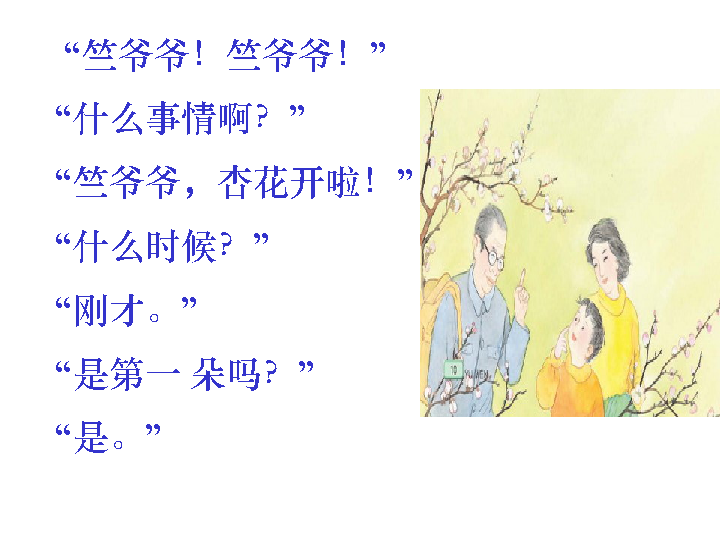 “竺爷爷！竺爷爷！”
“什么事情啊？”
“竺爷爷，杏花开啦！”
“什么时候？”
“刚才。”
“是第一 朵吗？”
“是。”
10